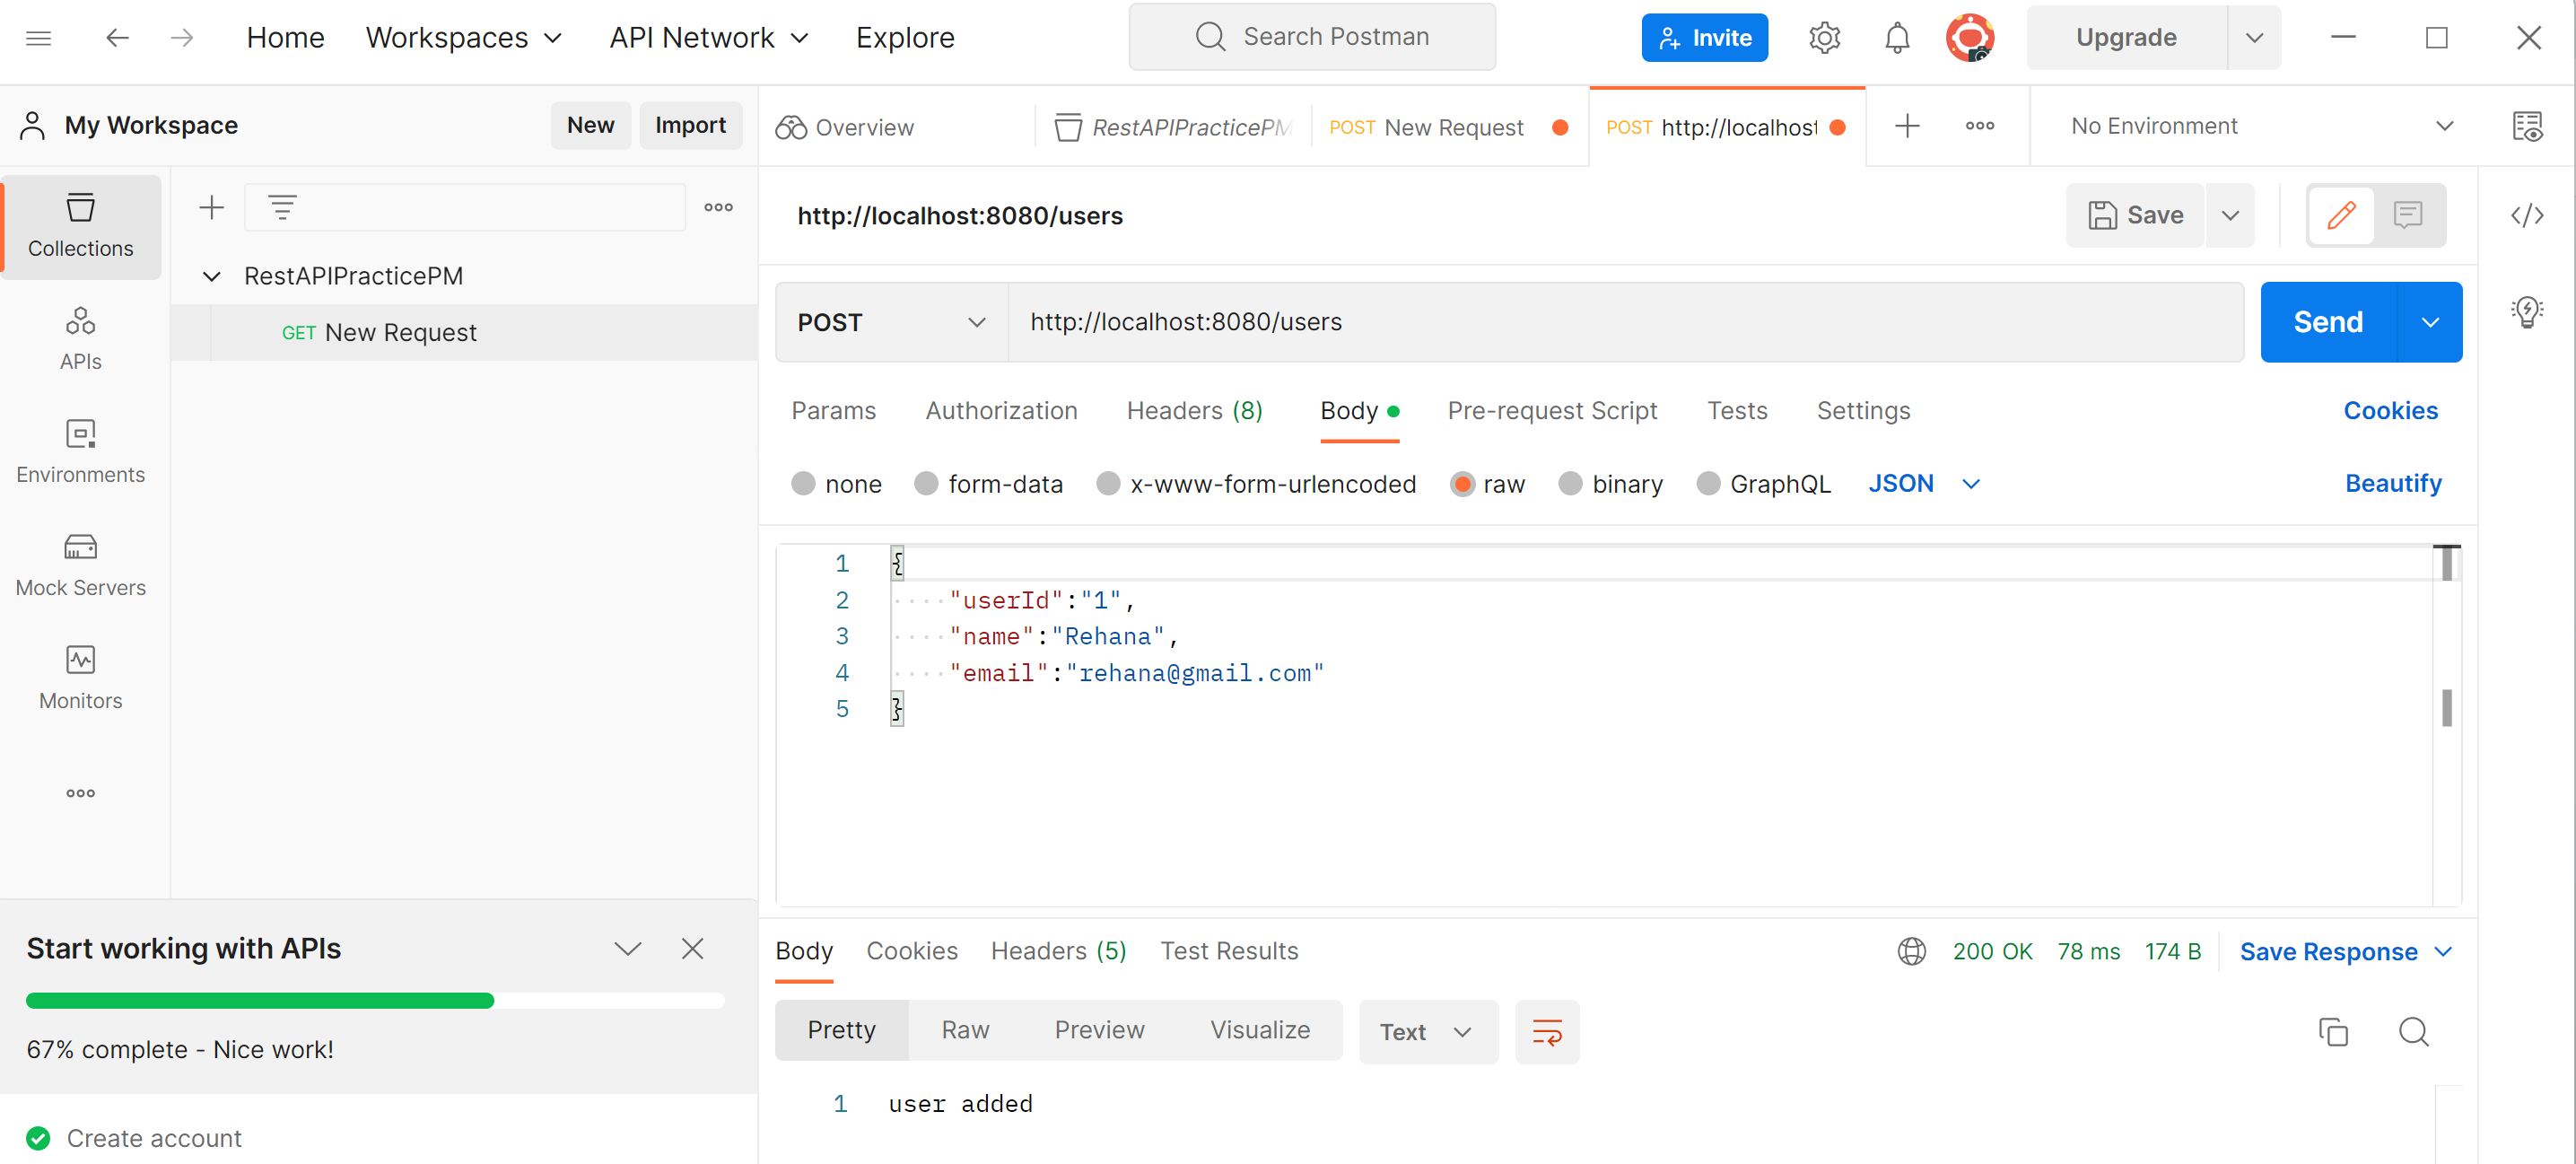 Home Workspaces API Network Explore Search Postman Invite Upgrade
My Workspace New Import
Overview RestAPIPracticePM POST New Request POST http://localhost No Environment
Collections
APIs
Environments
Mock Servers
Monitors
RestAPIPracticePM
GET New Request
http://localhost:8080/users Save
POST http://localhost:8080/users Send
Params Authorization Headers (8) Body Pre-request Script Tests Settings Cookies
none form-data x-www-form-urlencoded raw binary GraphQL JSON Beautify
1 {
2 "userId":"1",
3 "name":"Rehana",
4 "email":"rehana@gmail.com"
5 }
Start working with APIs
67% complete - Nice work!
Create account
Body Cookies Headers (5) Test Results 200 OK 78 ms 174 B Save Response
Pretty Raw Preview Visualize Text
1 user added